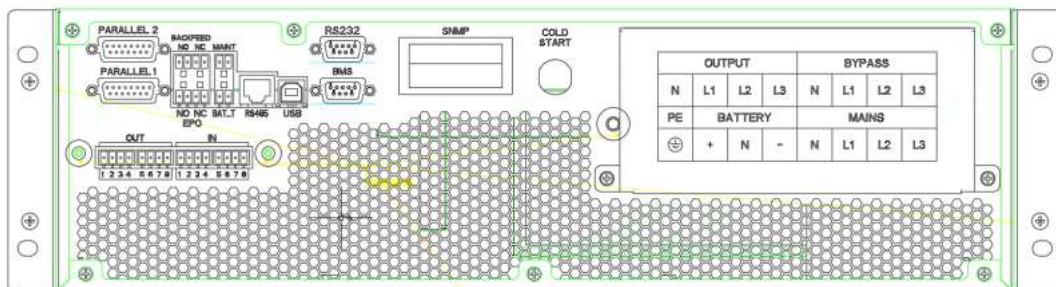 PARALLEL 2
PARALLEL1
BACKFEED
NO NC MAINT
NO NC BAT_T RS485 USB
EPO
RS232
BMS
SNMP
COLD
START
OUT IN
1 2 3 4 5 6 7 8 1 2 3 4 5 6 7 8
OUTPUT BYPASS
N L1 L2 L3 N L1 L2 L3
PE BATTERY MAINS
+ N - N L1 L2 L3